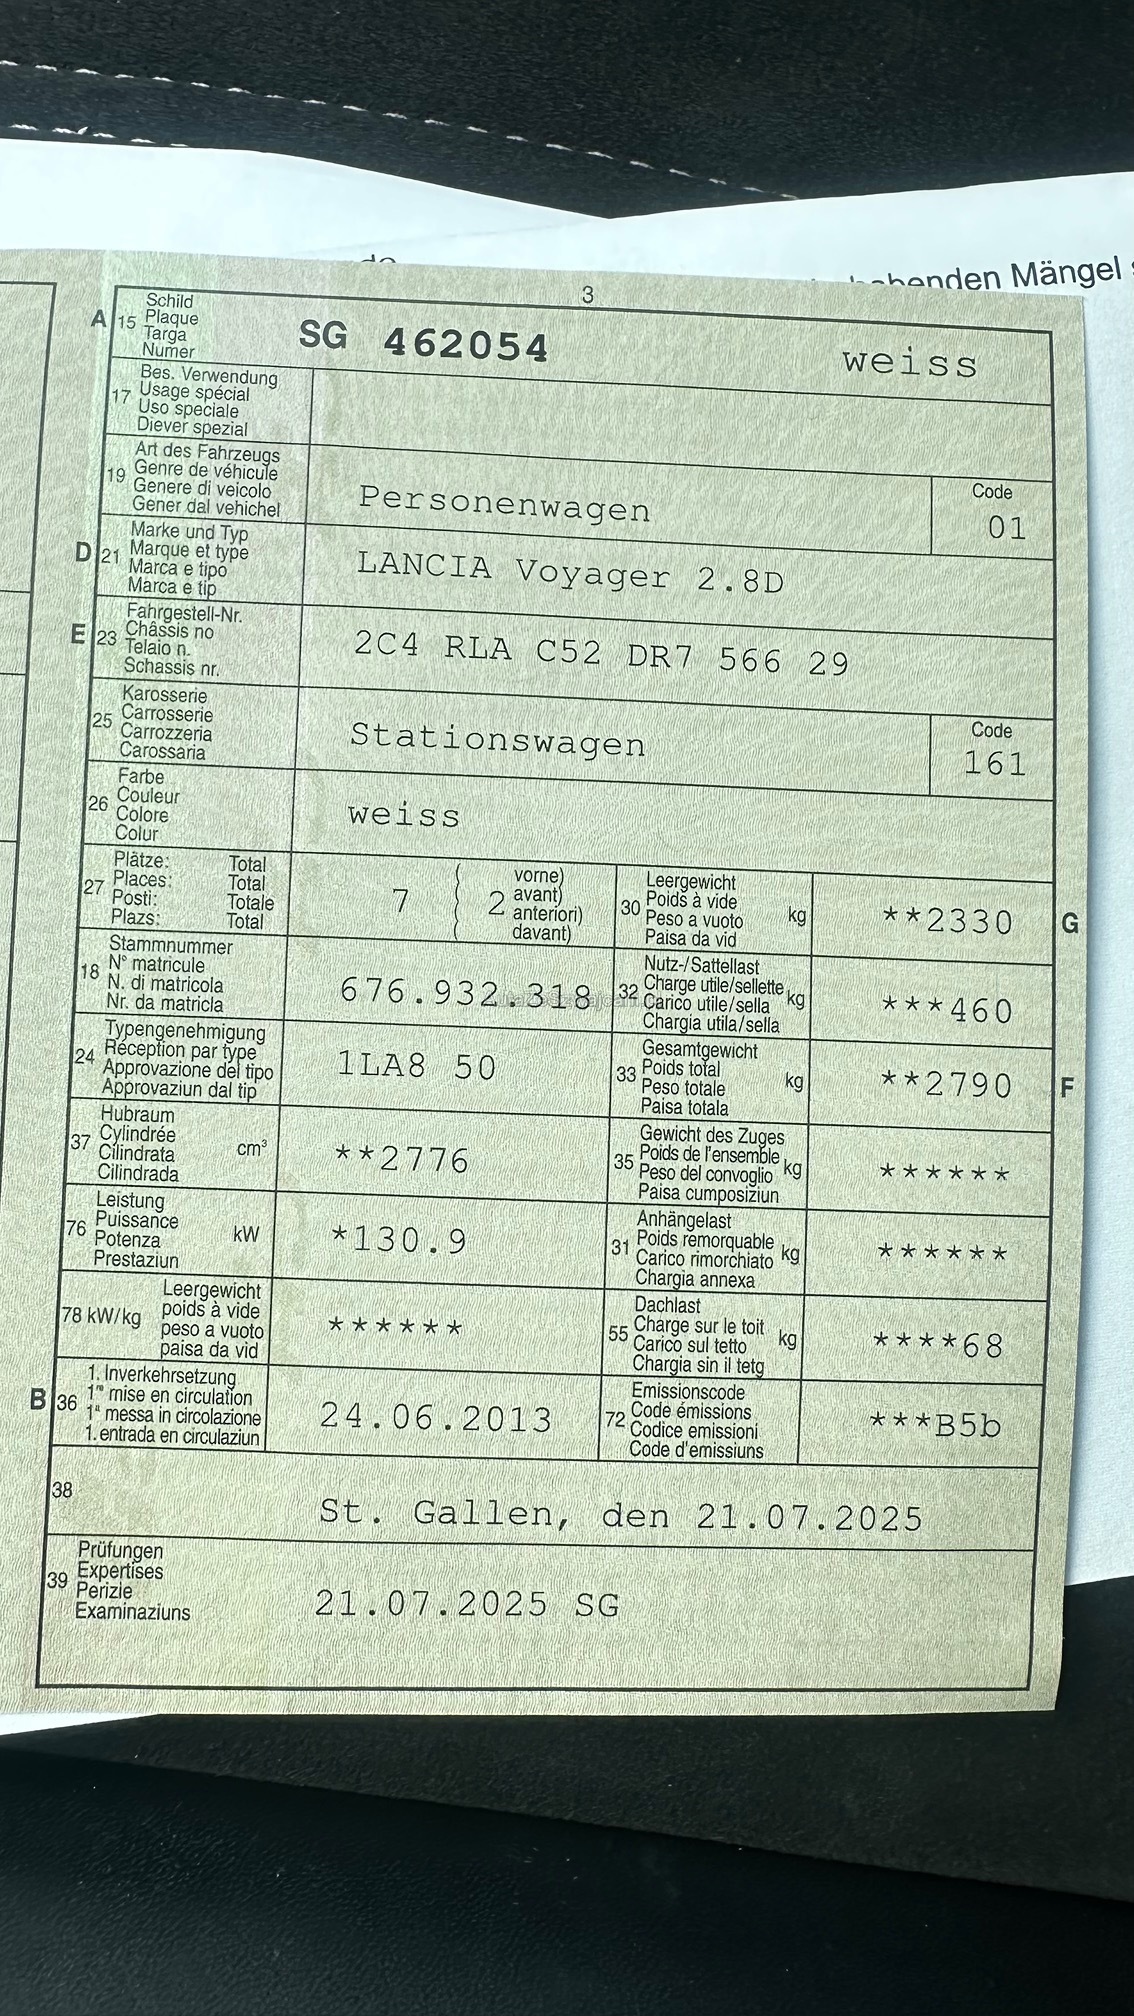 habenden Mängel
3
A 15 Schild
Plaque
Targa
Numer
SG 462054 weiss
17 Bes. Verwendung
Usage spécial
Uso speciale
Diever spezial
19 Art des Fahrzeugs
Genre de véhicule
Genere di veicolo
Gener dal vehichel
Personenwagen
Code
01
D 21 Marke und Typ
Marque et type
Marca e tipo
Marca e tip
LANCIA Voyager 2.8D
E 23 Fahrgestell-Nr.
Châssis no
Telaio n.
Schassis nr.
2C4 RLA C52 DR7 566 29
25 Karosserie
Carrosserie
Carrozzeria
Carossaria
Stationswagen
Code
161
26 Farbe
Couleur
Colore
Colur
weiss
27 Plätze: Total
Places: Total
Posti: Totale
Plazs: Total
7 ( 2 vorne)
avant)
anteriori)
davant)
30 Leergewicht
Poids à vide
Peso a vuoto
Paisa da vid
kg
**2330 G
18 Stammnummer
N° matricule
N. di matricola
Nr. da matricla
676.932.318
32 Nutz-/Sattellast
Charge utile/sellette
Carico utile/sella
Chargia utila/sella
kg
***460
24 Typengenehmigung
Réception par type
Approvazione del tipo
Approvaziun dal tip
1LA8 50
33 Gesamtgewicht
Poids total
Peso totale
Paisa totala
kg
**2790 F
37 Hubraum
Cylindrée
Cilindrata
Cilindrada
cm³
**2776
35 Gewicht des Zuges
Poids de l'ensemble
Peso del convoglio
Paisa cumposiziun
kg
******
76 Leistung
Puissance
Potenza
Prestaziun
kW
*130.9
31 Anhängelast
Poids remorquable
Carico rimorchiato
Chargia annexa
kg
******
78 kW/kg Leergewicht
poids à vide
peso a vuoto
paisa da vid
******
55 Dachlast
Charge sur le toit
Carico sul tetto
Chargia sin il tetg
kg
****68
B 36 1. Inverkehrsetzung
1re mise en circulation
1a messa in circolazione
1. entrada en circulaziun
24.06.2013
72 Emissionscode
Code émissions
Codice emissioni
Code d'emissiuns
***B5b
38 St. Gallen, den 21.07.2025
39 Prüfungen
Expertises
Perizie
Examinaziuns
21.07.2025 SG